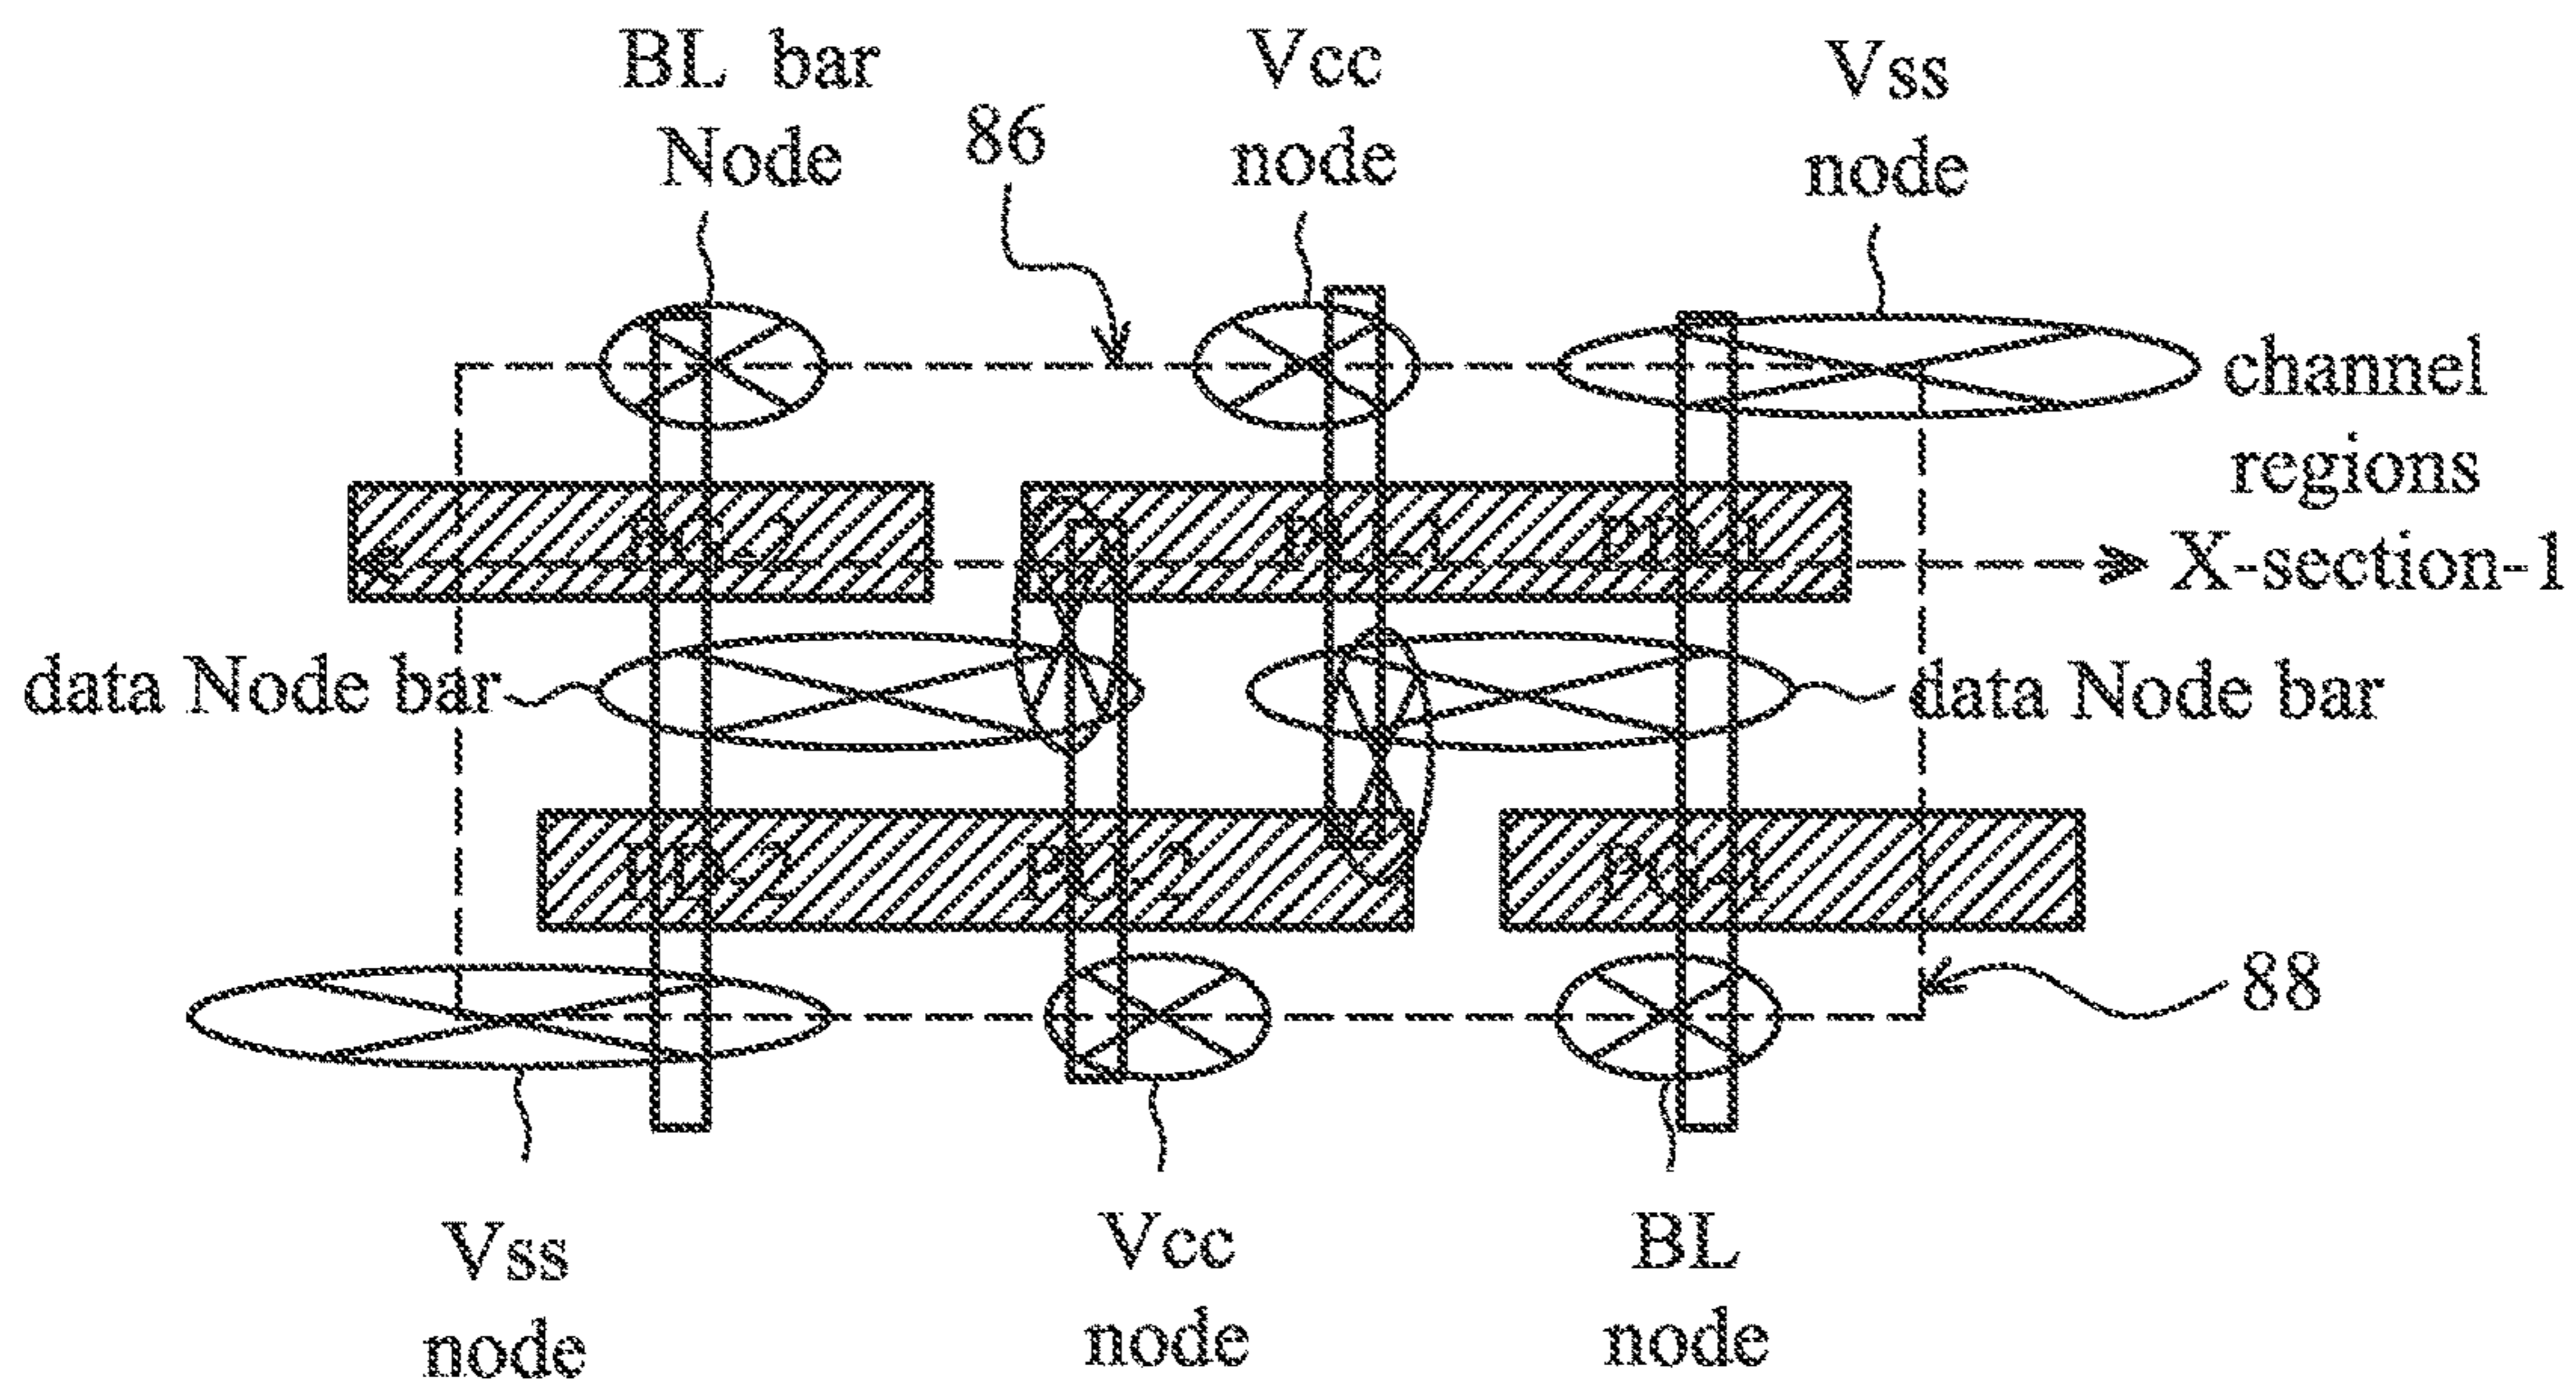 BL bar
Node
86
Vcc
node
Vss
node
channel
regions
X-section-1
data Node bar
data Node bar
88
Vss
node
Vcc
node
BL
node